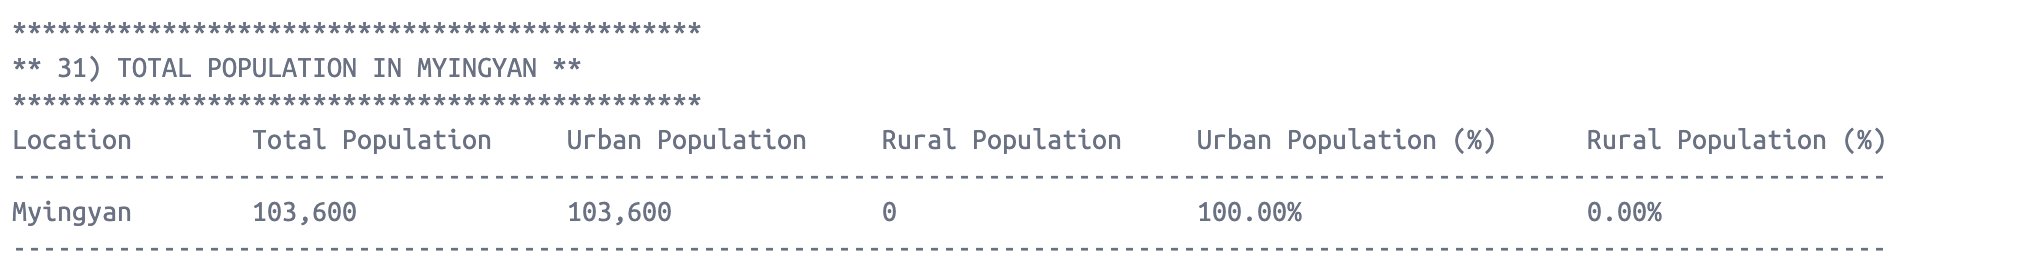 **********************************************
** 31) TOTAL POPULATION IN MYINGYAN **
**********************************************
Location        Total Population     Urban Population     Rural Population     Urban Population (%)      Rural Population (%)
-----------------------------------------------------------------------------------------------------------------------------
Myingyan        103,600              103,600              0                    100.00%                   0.00%
-----------------------------------------------------------------------------------------------------------------------------